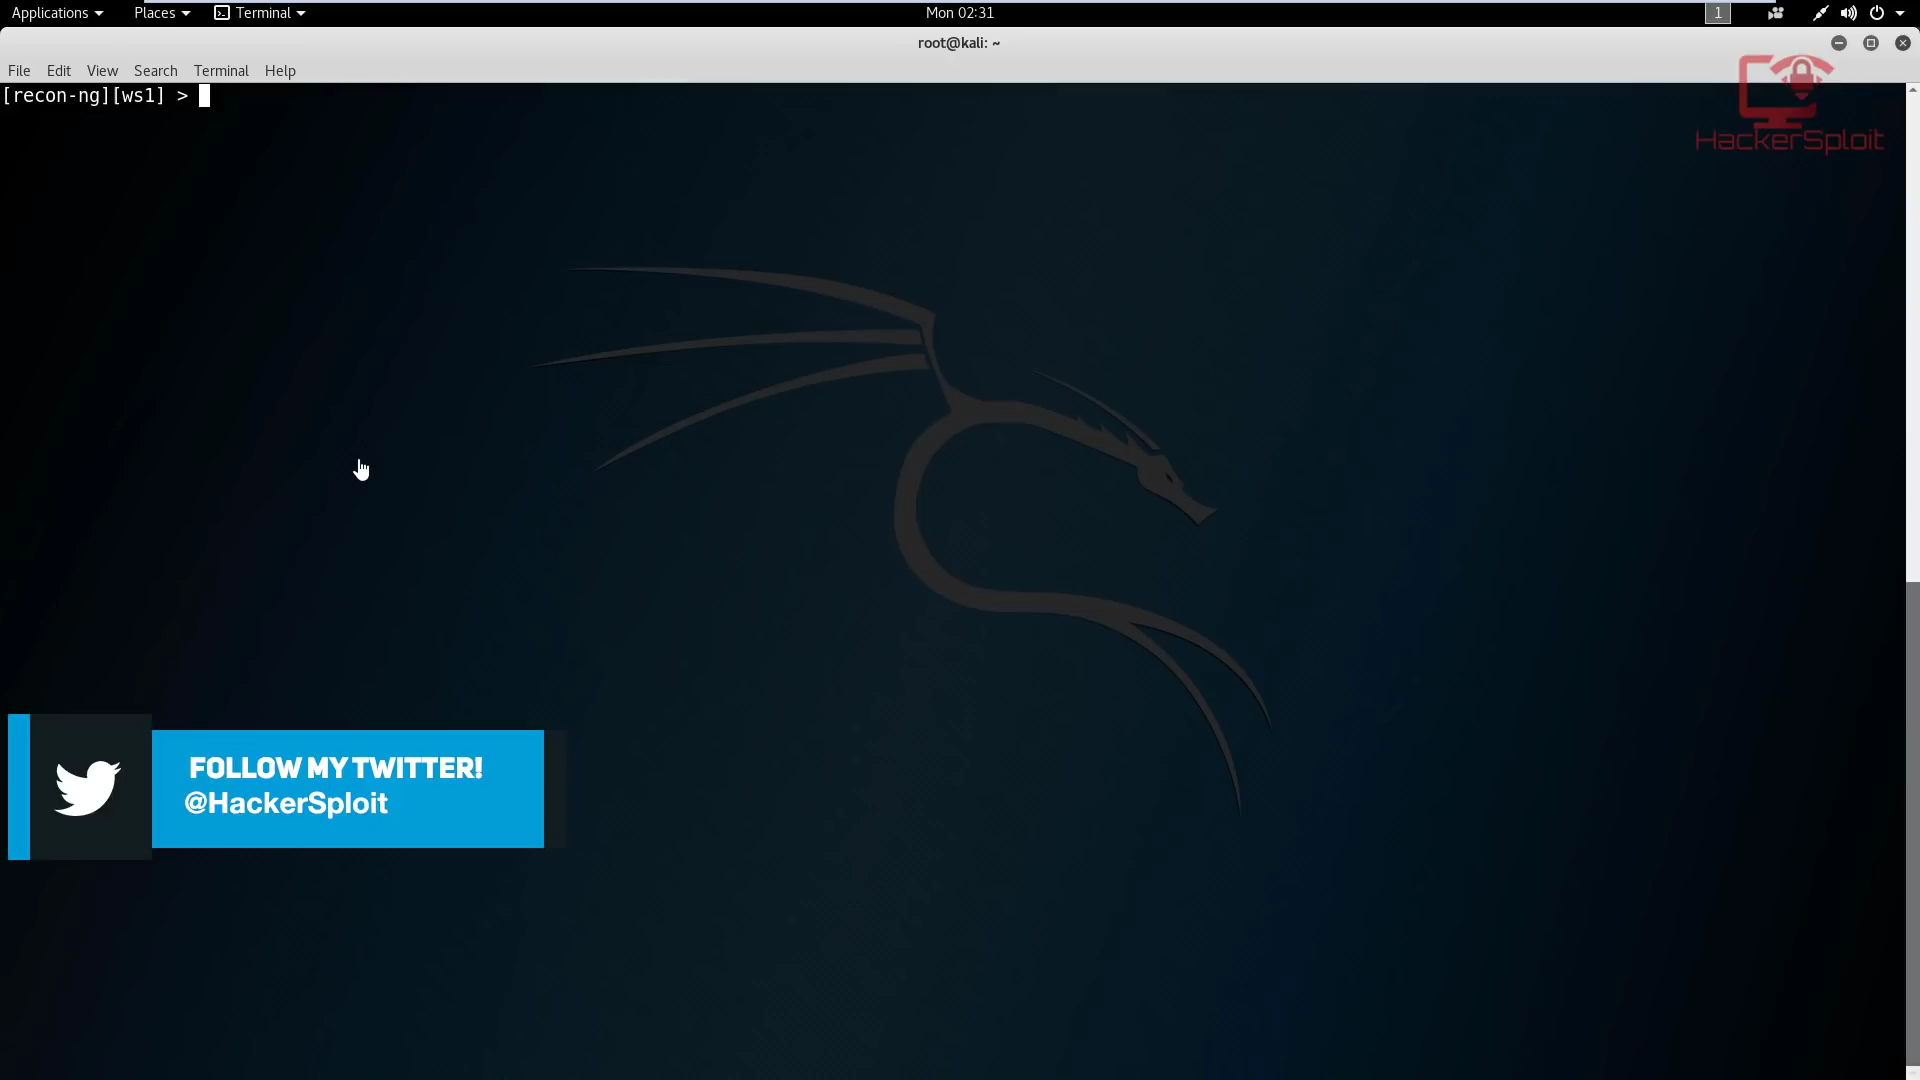 Applications Places Terminal Mon 02:31 1
root@kali: ~
File Edit View Search Terminal Help
[recon-ng][ws1] >
HackerSploit
FOLLOW MY TWITTER!
@HackerSploit